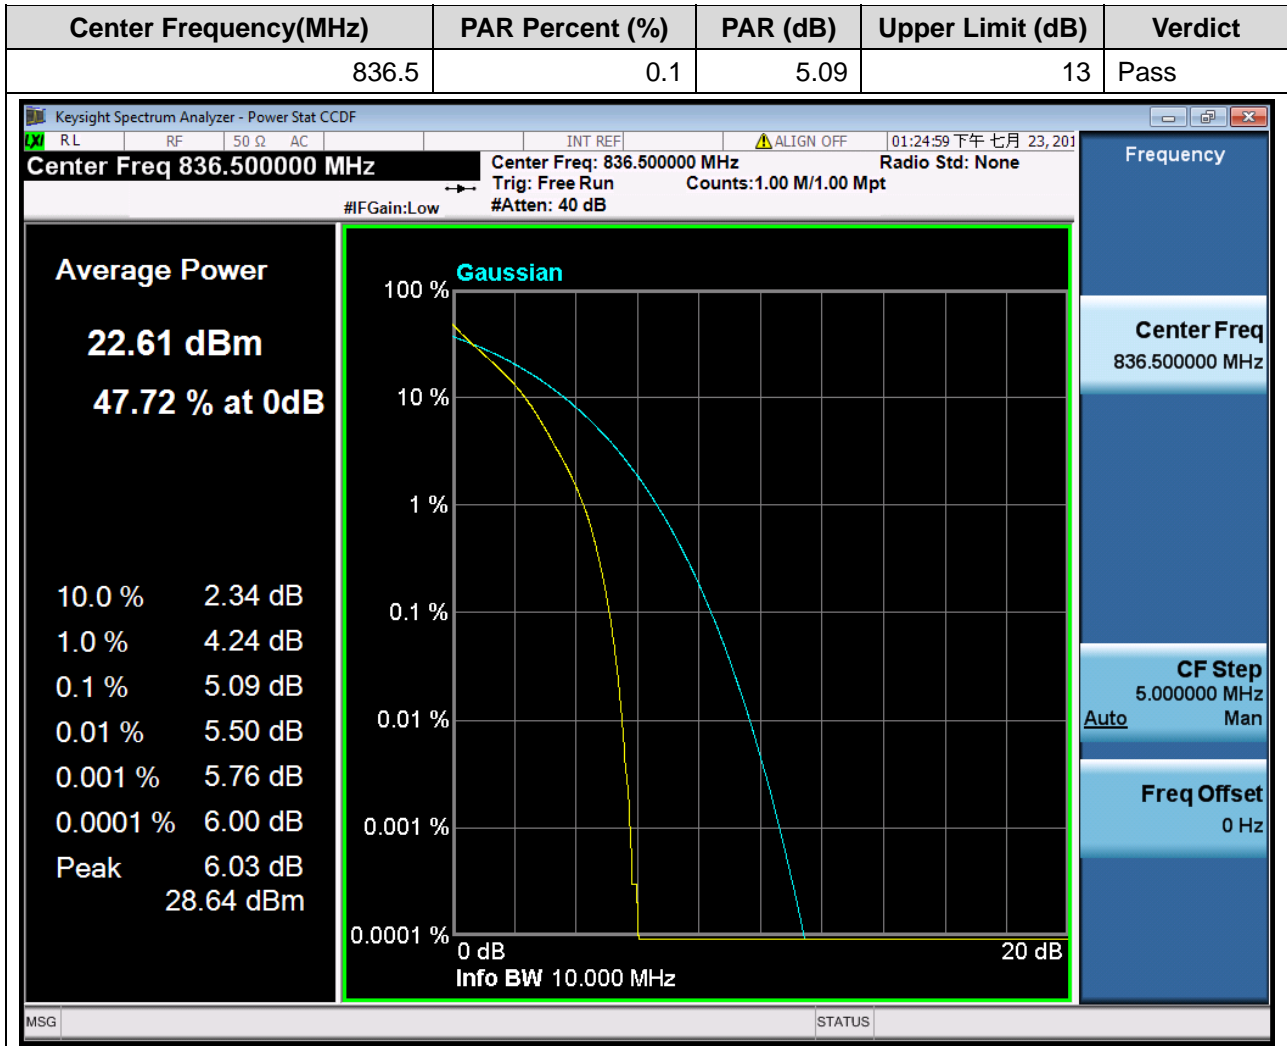 Center Frequency(MHz) PAR Percent (%) PAR (dB) Upper Limit (dB) Verdict
836.5 0.1 5.09 13 Pass
Keysight Spectrum Analyzer - Power Stat CCDF
LXI RL RF 50 Ω AC INT REF ALIGN OFF 01:24:59 下午 七月 23, 201
Center Freq 836.500000 MHz
Center Freq: 836.500000 MHz Radio Std: None
Trig: Free Run Counts:1.00 M/1.00 Mpt
#IFGain:Low #Atten: 40 dB
Frequency
Average Power
22.61 dBm
47.72 % at 0dB
10.0 % 2.34 dB
1.0 % 4.24 dB
0.1 % 5.09 dB
0.01 % 5.50 dB
0.001 % 5.76 dB
0.0001 % 6.00 dB
Peak 6.03 dB
28.64 dBm
Gaussian
100 %
10 %
1 %
0.1 %
0.01 %
0.001 %
0.0001 %
0 dB 20 dB
Info BW 10.000 MHz
Center Freq
836.500000 MHz
CF Step
5.000000 MHz
Auto Man
Freq Offset
0 Hz
MSG STATUS